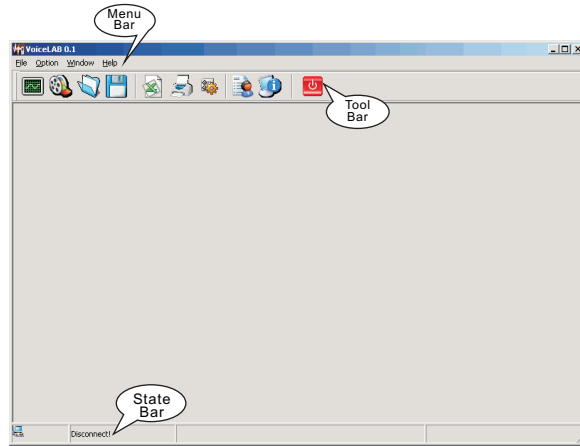 Menu
Bar
VoiceLAB 0.1
File Option Window Help
Tool
Bar
State
Bar
Disconnect!